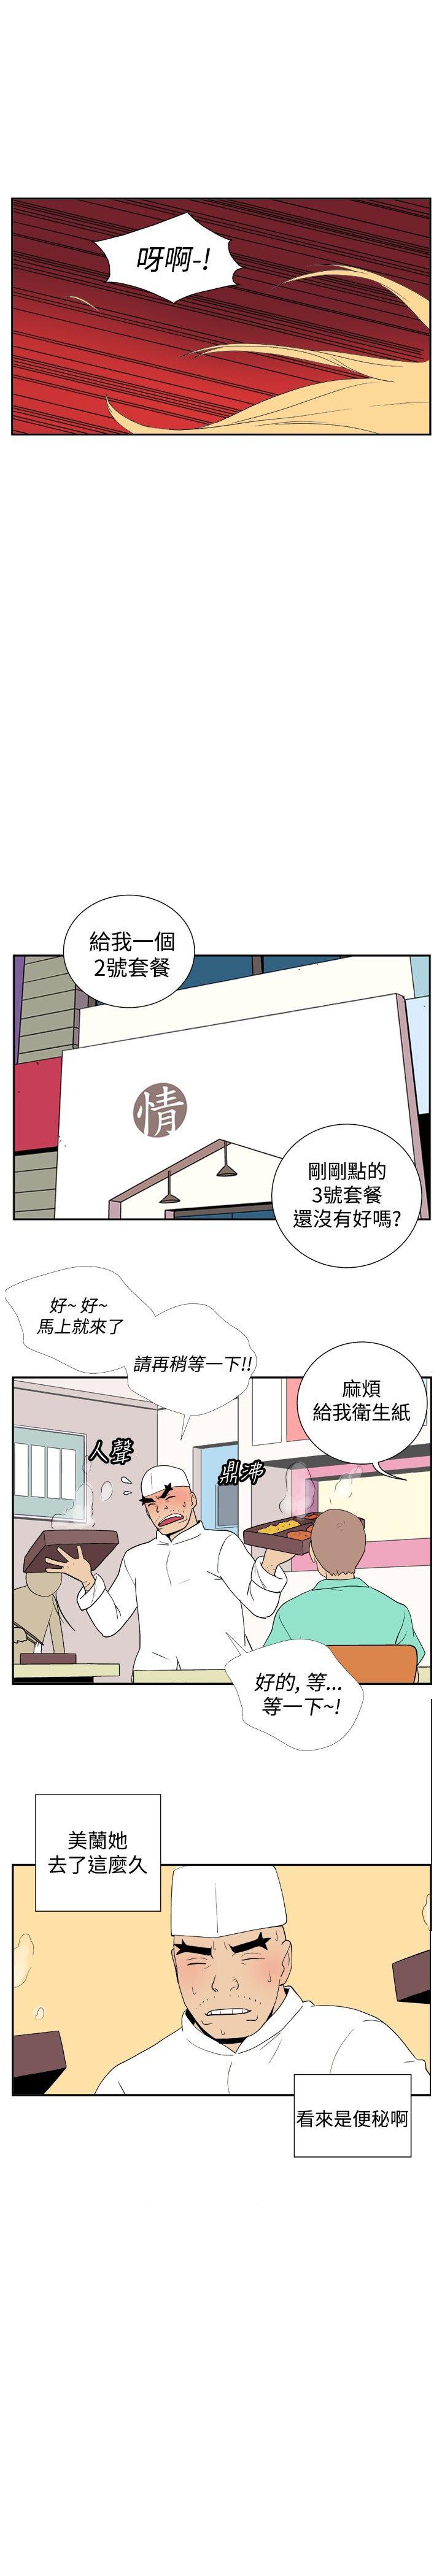 呀啊-!
給我一個
2號套餐
情
剛剛點的
3號套餐
還沒有好嗎?
好~ 好~
馬上就來了
請再稍等一下!!
麻煩
給我衛生紙
人聲
鼎沸
好的, 等...
等一下~!
美蘭她
去了這麼久
看來是便秘啊